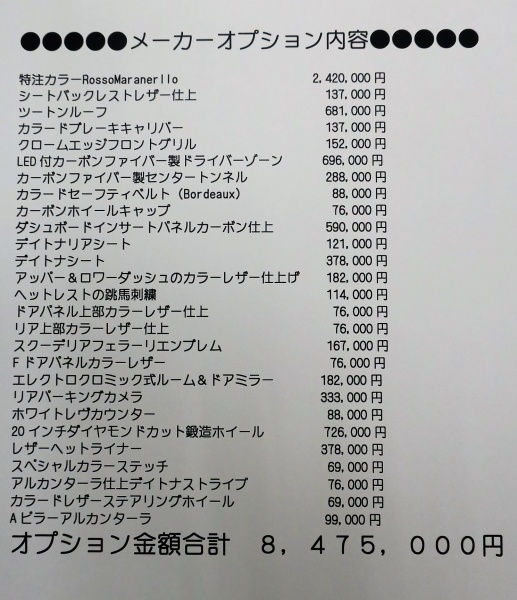 ●●●●●メーカーオプション内容●●●●●
特注カラーRossoMaranerllo 2,420,000円
シートバックレストレザー仕上 137,000円
ツートンルーフ 681,000円
カラードブレーキキャリパー 137,000円
クロームエッジフロントグリル 152,000円
LED付カーボンファイバー製ドライバーゾーン 696,000円
カーボンファイバー製センタートンネル 288,000円
カラードセーフティベルト（Bordeaux） 88,000円
カーボンホイールキャップ 76,000円
ダッシュボードインサートパネルカーボン仕上 590,000円
デイトナリアシート 121,000円
デイトナシート 378,000円
アッパー＆ロワーダッシュのカラーレザー仕上げ 182,000円
ヘットレストの跳馬刺繍 114,000円
ドアパネル上部カラーレザー仕上 76,000円
リア上部カラーレザー仕上 76,000円
スクーデリアフェラーリエンブレム 167,000円
Fドアパネルカラーレザー 76,000円
エレクトロクロミック式ルーム＆ドアミラー 182,000円
リアパーキングカメラ 333,000円
ホワイトレヴカウンター 88,000円
20インチダイヤモンドカット鍛造ホイール 726,000円
レザーヘットライナー 378,000円
スペシャルカラーステッチ 69,000円
アルカンターラ仕上デイトナストライプ 76,000円
カラードレザーステアリングホイール 69,000円
Aピラーアルカンターラ 99,000円
オプション金額合計 8,475,000円